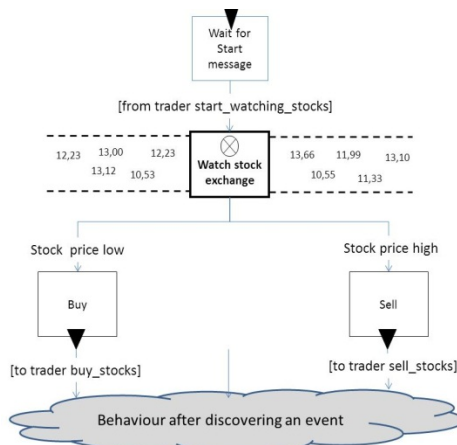 Wait for
Start
message
[from trader start_watching_stocks]
12,23 13,00 12,23
13,12 10,53
Watch stock
exchange
13,66 11,99 13,10
10,55 11,33
Stock price low
Stock price high
Buy
Sell
[to trader buy_stocks]
[to trader sell_stocks]
Behaviour after discovering an event